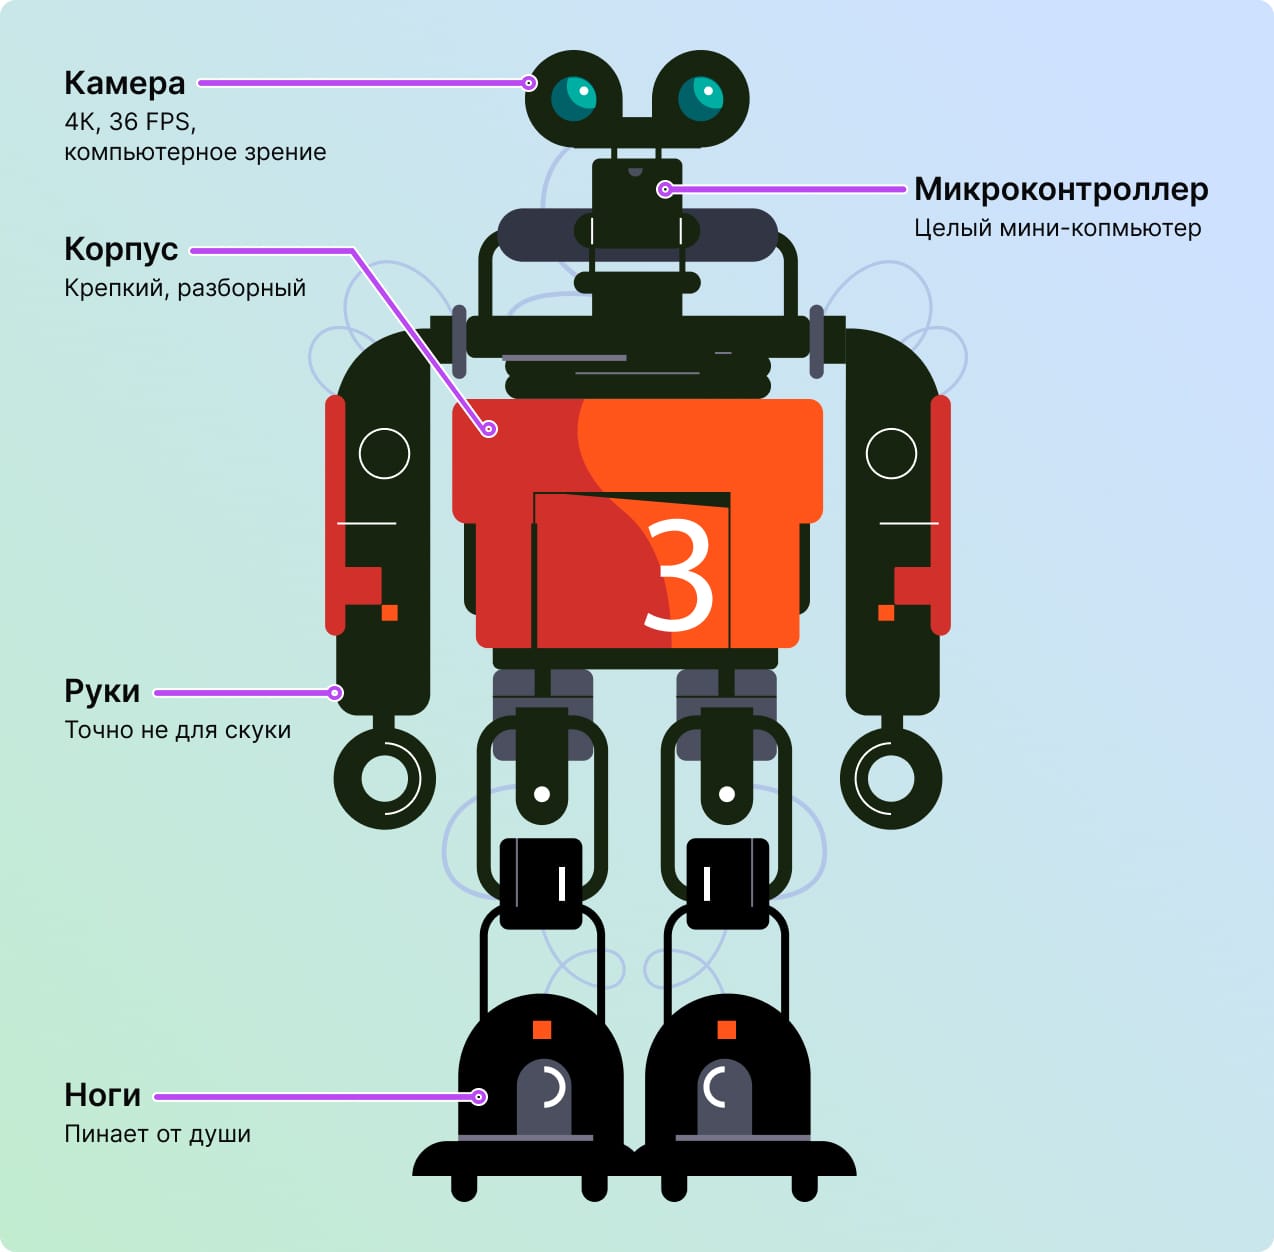 Камера
4К, 36 FPS,
компьютерное зрение
Микроконтроллер
Целый мини-копмьютер
Корпус
Крепкий, разборный
3
Руки
Точно не для скуки
Ноги
Пинает от души